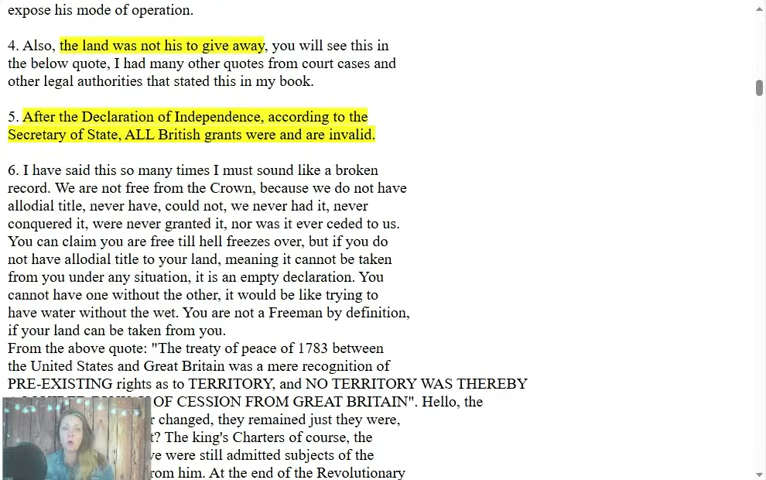 expose his mode of operation.
4. Also, the land was not his to give away, you will see this in
the below quote, I had many other quotes from court cases and
other legal authorities that stated this in my book.
5. After the Declaration of Independence, according to the
Secretary of State, ALL British grants were and are invalid.
6. I have said this so many times I must sound like a broken
record. We are not free from the Crown, because we do not have
allodial title, never have, could not, we never had it, never
conquered it, were never granted it, nor was it ever ceded to us.
You can claim you are free till hell freezes over, but if you do
not have allodial title to your land, meaning it cannot be taken
from you under any situation, it is an empty declaration. You
cannot have one without the other, it would be like trying to
have water without the wet. You are not a Freeman by definition,
if your land can be taken from you.
From the above quote: "The treaty of peace of 1783 between
the United States and Great Britain was a mere recognition of
PRE-EXISTING rights as to TERRITORY, and NO TERRITORY WAS THEREBY
OF CESSION FROM GREAT BRITAIN". Hello, the
changed, they remained just they were,
The king's Charters of course, the
were still admitted subjects of the
from him. At the end of the Revolutionary